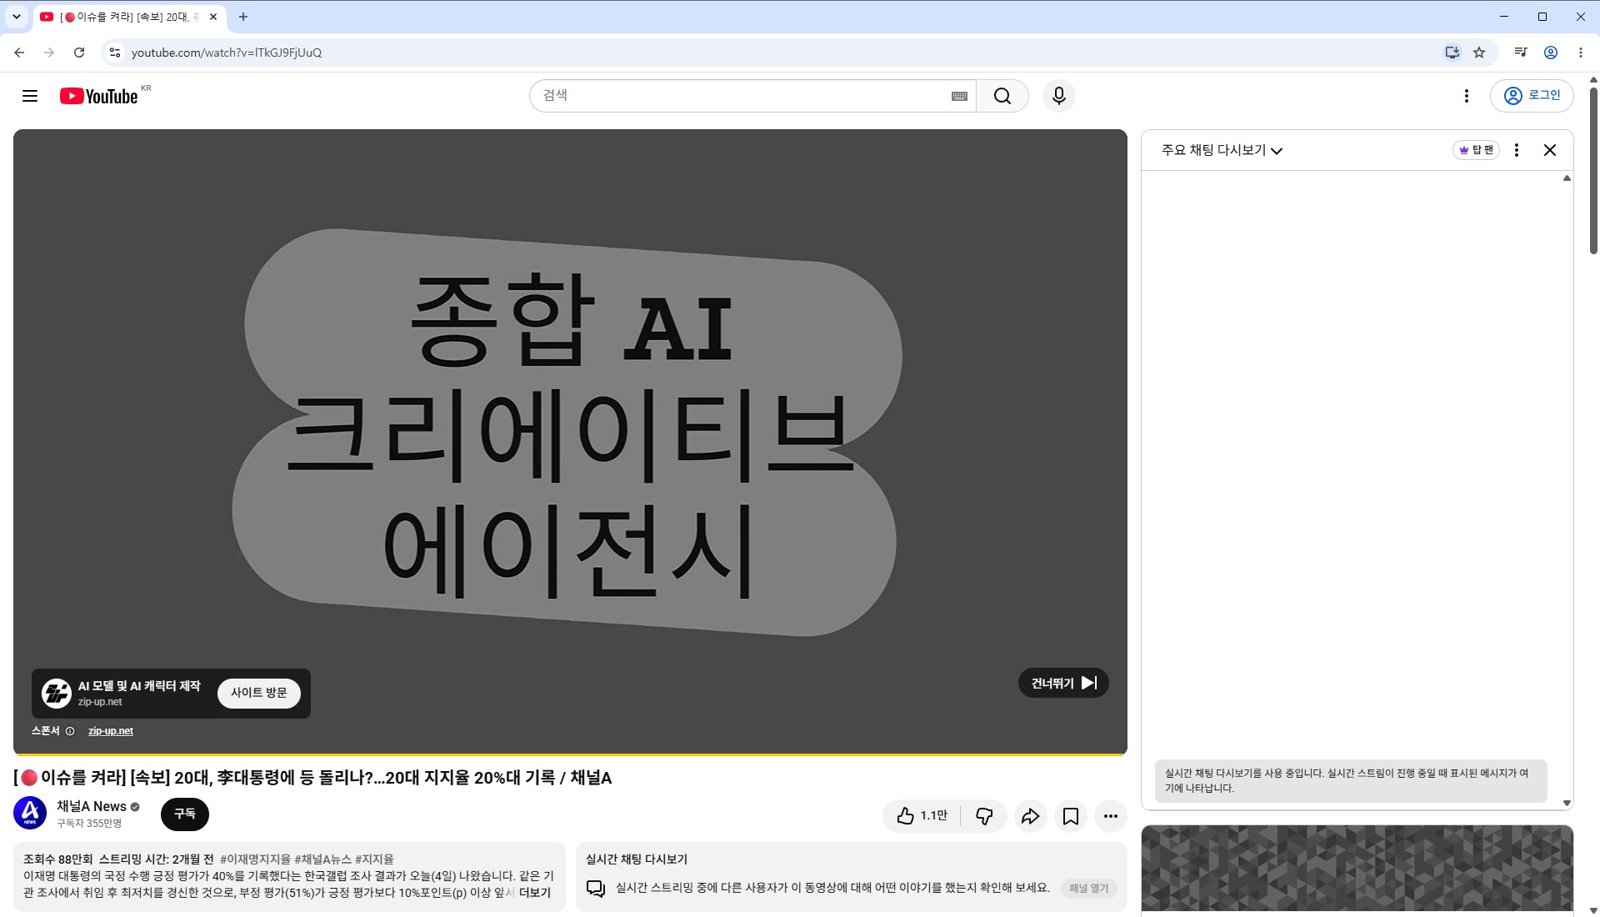 [🔴이슈를 켜라] [속보] 20대,
youtube.com/watch?v=lTkGJ9FjUuQ
YouTube KR
검색
로그인
종합 AI
크리에이티브
에이전시
AI 모델 및 AI 캐릭터 제작
zip-up.net
사이트 방문
건너뛰기
스폰서
zip-up.net
주요 채팅 다시보기
탑 팬
실시간 채팅 다시보기를 사용 중입니다. 실시간 스트림이 진행 중일 때 표시된 메시지가 여
기에 나타납니다.
[🔴이슈를 켜라] [속보] 20대, 李대통령에 등 돌리나?...20대 지지율 20%대 기록 / 채널A
채널A News
구독자 355만명
구독
1.1만
조회수 88만회 스트리밍 시간: 2개월 전 #이재명지지율 #채널A뉴스 #지지율
이재명 대통령의 국정 수행 긍정 평가가 40%를 기록했다는 한국갤럽 조사 결과가 오늘(4일) 나왔습니다. 같은 기
관 조사에서 취임 후 최저치를 경신한 것으로, 부정 평가(51%)가 긍정 평가보다 10%포인트(p) 이상 앞서 더보기
실시간 채팅 다시보기
실시간 스트리밍 중에 다른 사용자가 이 동영상에 대해 어떤 이야기를 했는지 확인해 보세요.
패널 열기